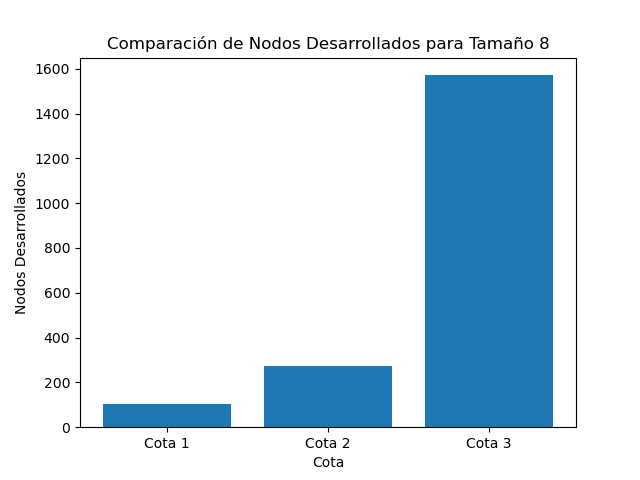 Comparación de Nodos Desarrollados para Tamaño 8
Nodos Desarrollados
1600
1400
1200
1000
800
600
400
200
0
Cota 1
Cota 2
Cota 3
Cota